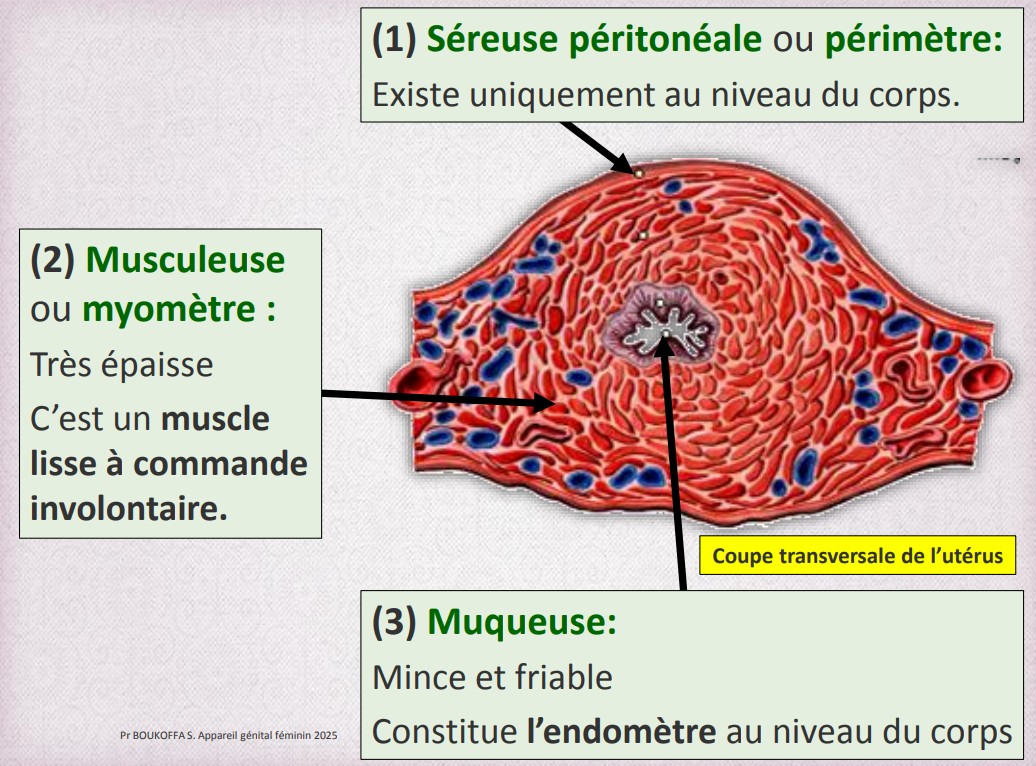 (1) Séreuse péritonéale ou périmètre:
Existe uniquement au niveau du corps.
(2) Musculeuse
ou myomètre :
Très épaisse
C’est un muscle
lisse à commande
involontaire.
Coupe transversale de l’utérus
(3) Muqueuse:
Mince et friable
Constitue l’endomètre au niveau du corps
Pr BOUKOFFA S. Appareil génital féminin 2025